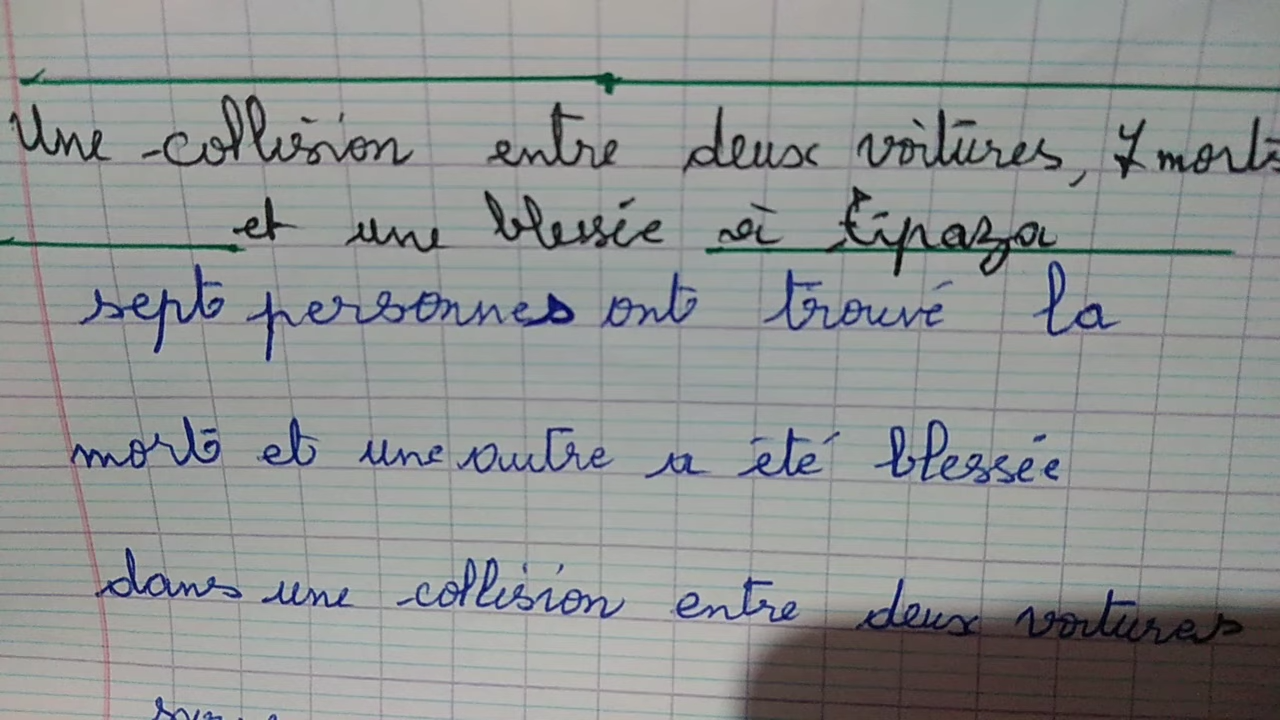 Une collision entre deux voitures, 7 morts
et une blessée à tipaza
sept personnes ont trouvé la
mort et une autre a été blessée
dans une collision entre deux voitures